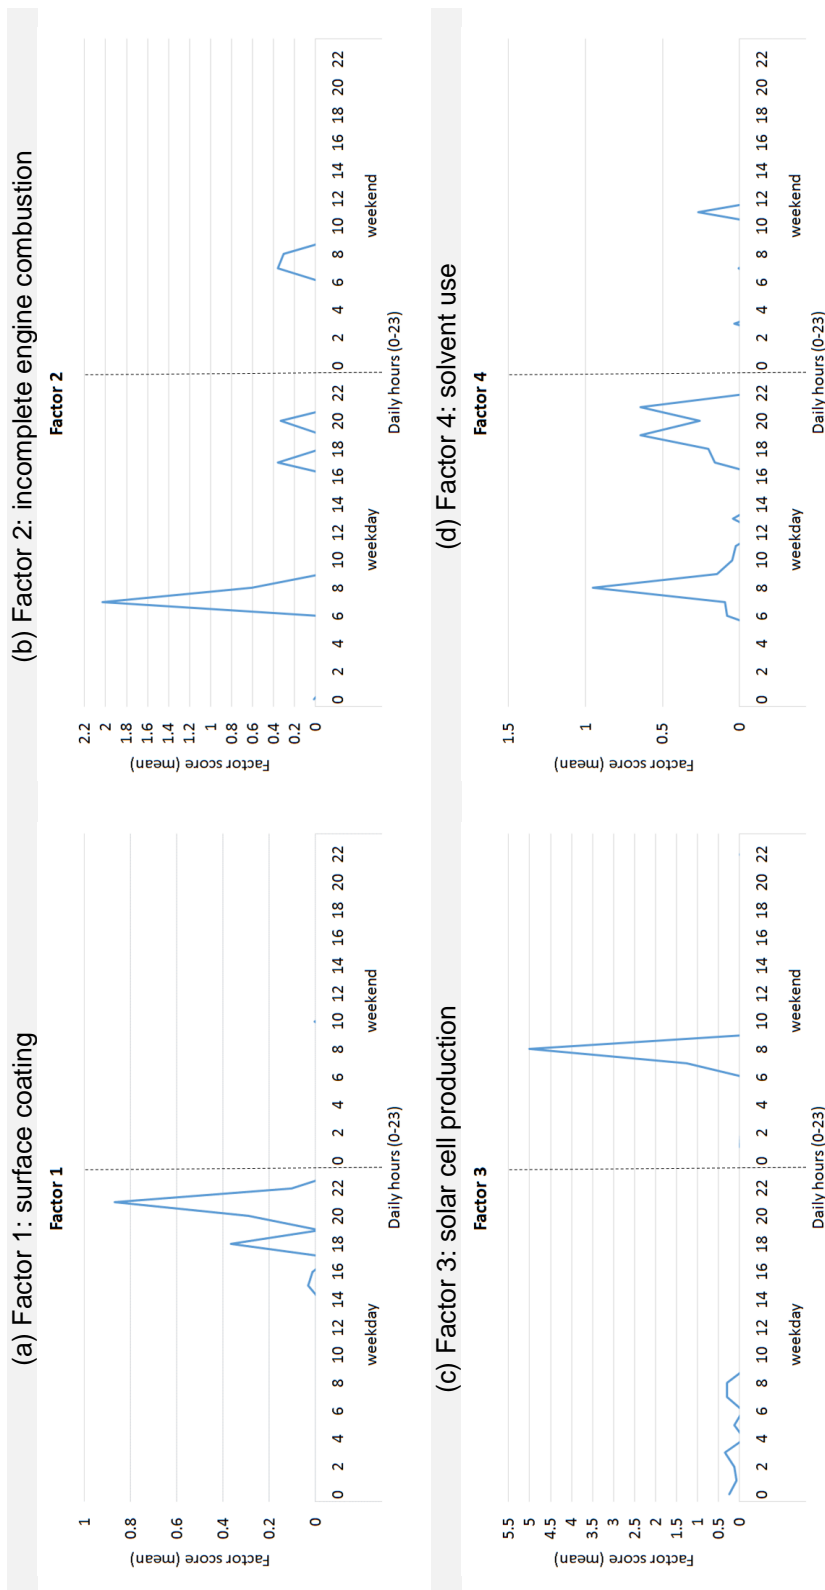 (a) Factor 1: surface coating
Factor 1
Factor score (mean)
1
0.8
0.6
0.4
0.2
0
0 2 4 6 8 10 12 14 16 18 20 22 0 2 4 6 8 10 12 14 16 18 20 22
weekday weekend
Daily hours (0-23)
(b) Factor 2: incomplete engine combustion
Factor 2
Factor score (mean)
2.2
2
1.8
1.6
1.4
1.2
1
0.8
0.6
0.4
0.2
0
0 2 4 6 8 10 12 14 16 18 20 22 0 2 4 6 8 10 12 14 16 18 20 22
weekday weekend
Daily hours (0-23)
(c) Factor 3: solar cell production
Factor 3
Factor score (mean)
5.5
5
4.5
4
3.5
3
2.5
2
1.5
1
0.5
0
0 2 4 6 8 10 12 14 16 18 20 22 0 2 4 6 8 10 12 14 16 18 20 22
weekday weekend
Daily hours (0-23)
(d) Factor 4: solvent use
Factor 4
Factor score (mean)
1.5
1
0.5
0
0 2 4 6 8 10 12 14 16 18 20 22 0 2 4 6 8 10 12 14 16 18 20 22
weekday weekend
Daily hours (0-23)